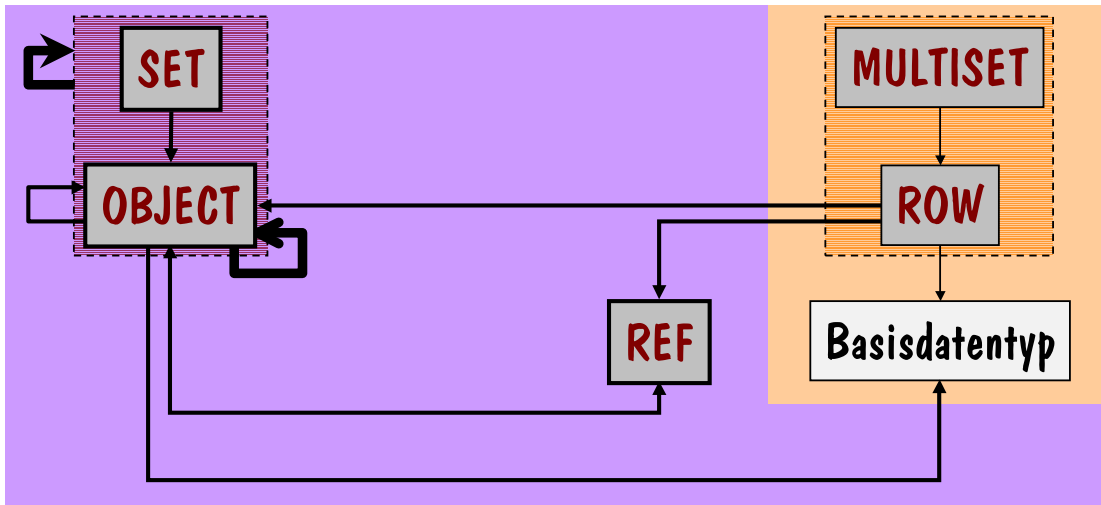 SET
MULTISET
OBJECT
ROW
REF
Basisdatentyp